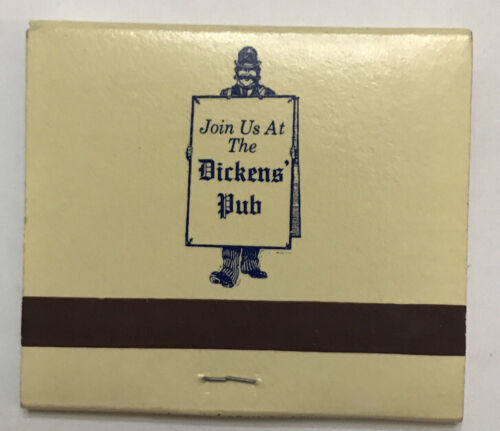 Join Us At
The
Dickens'
Pub